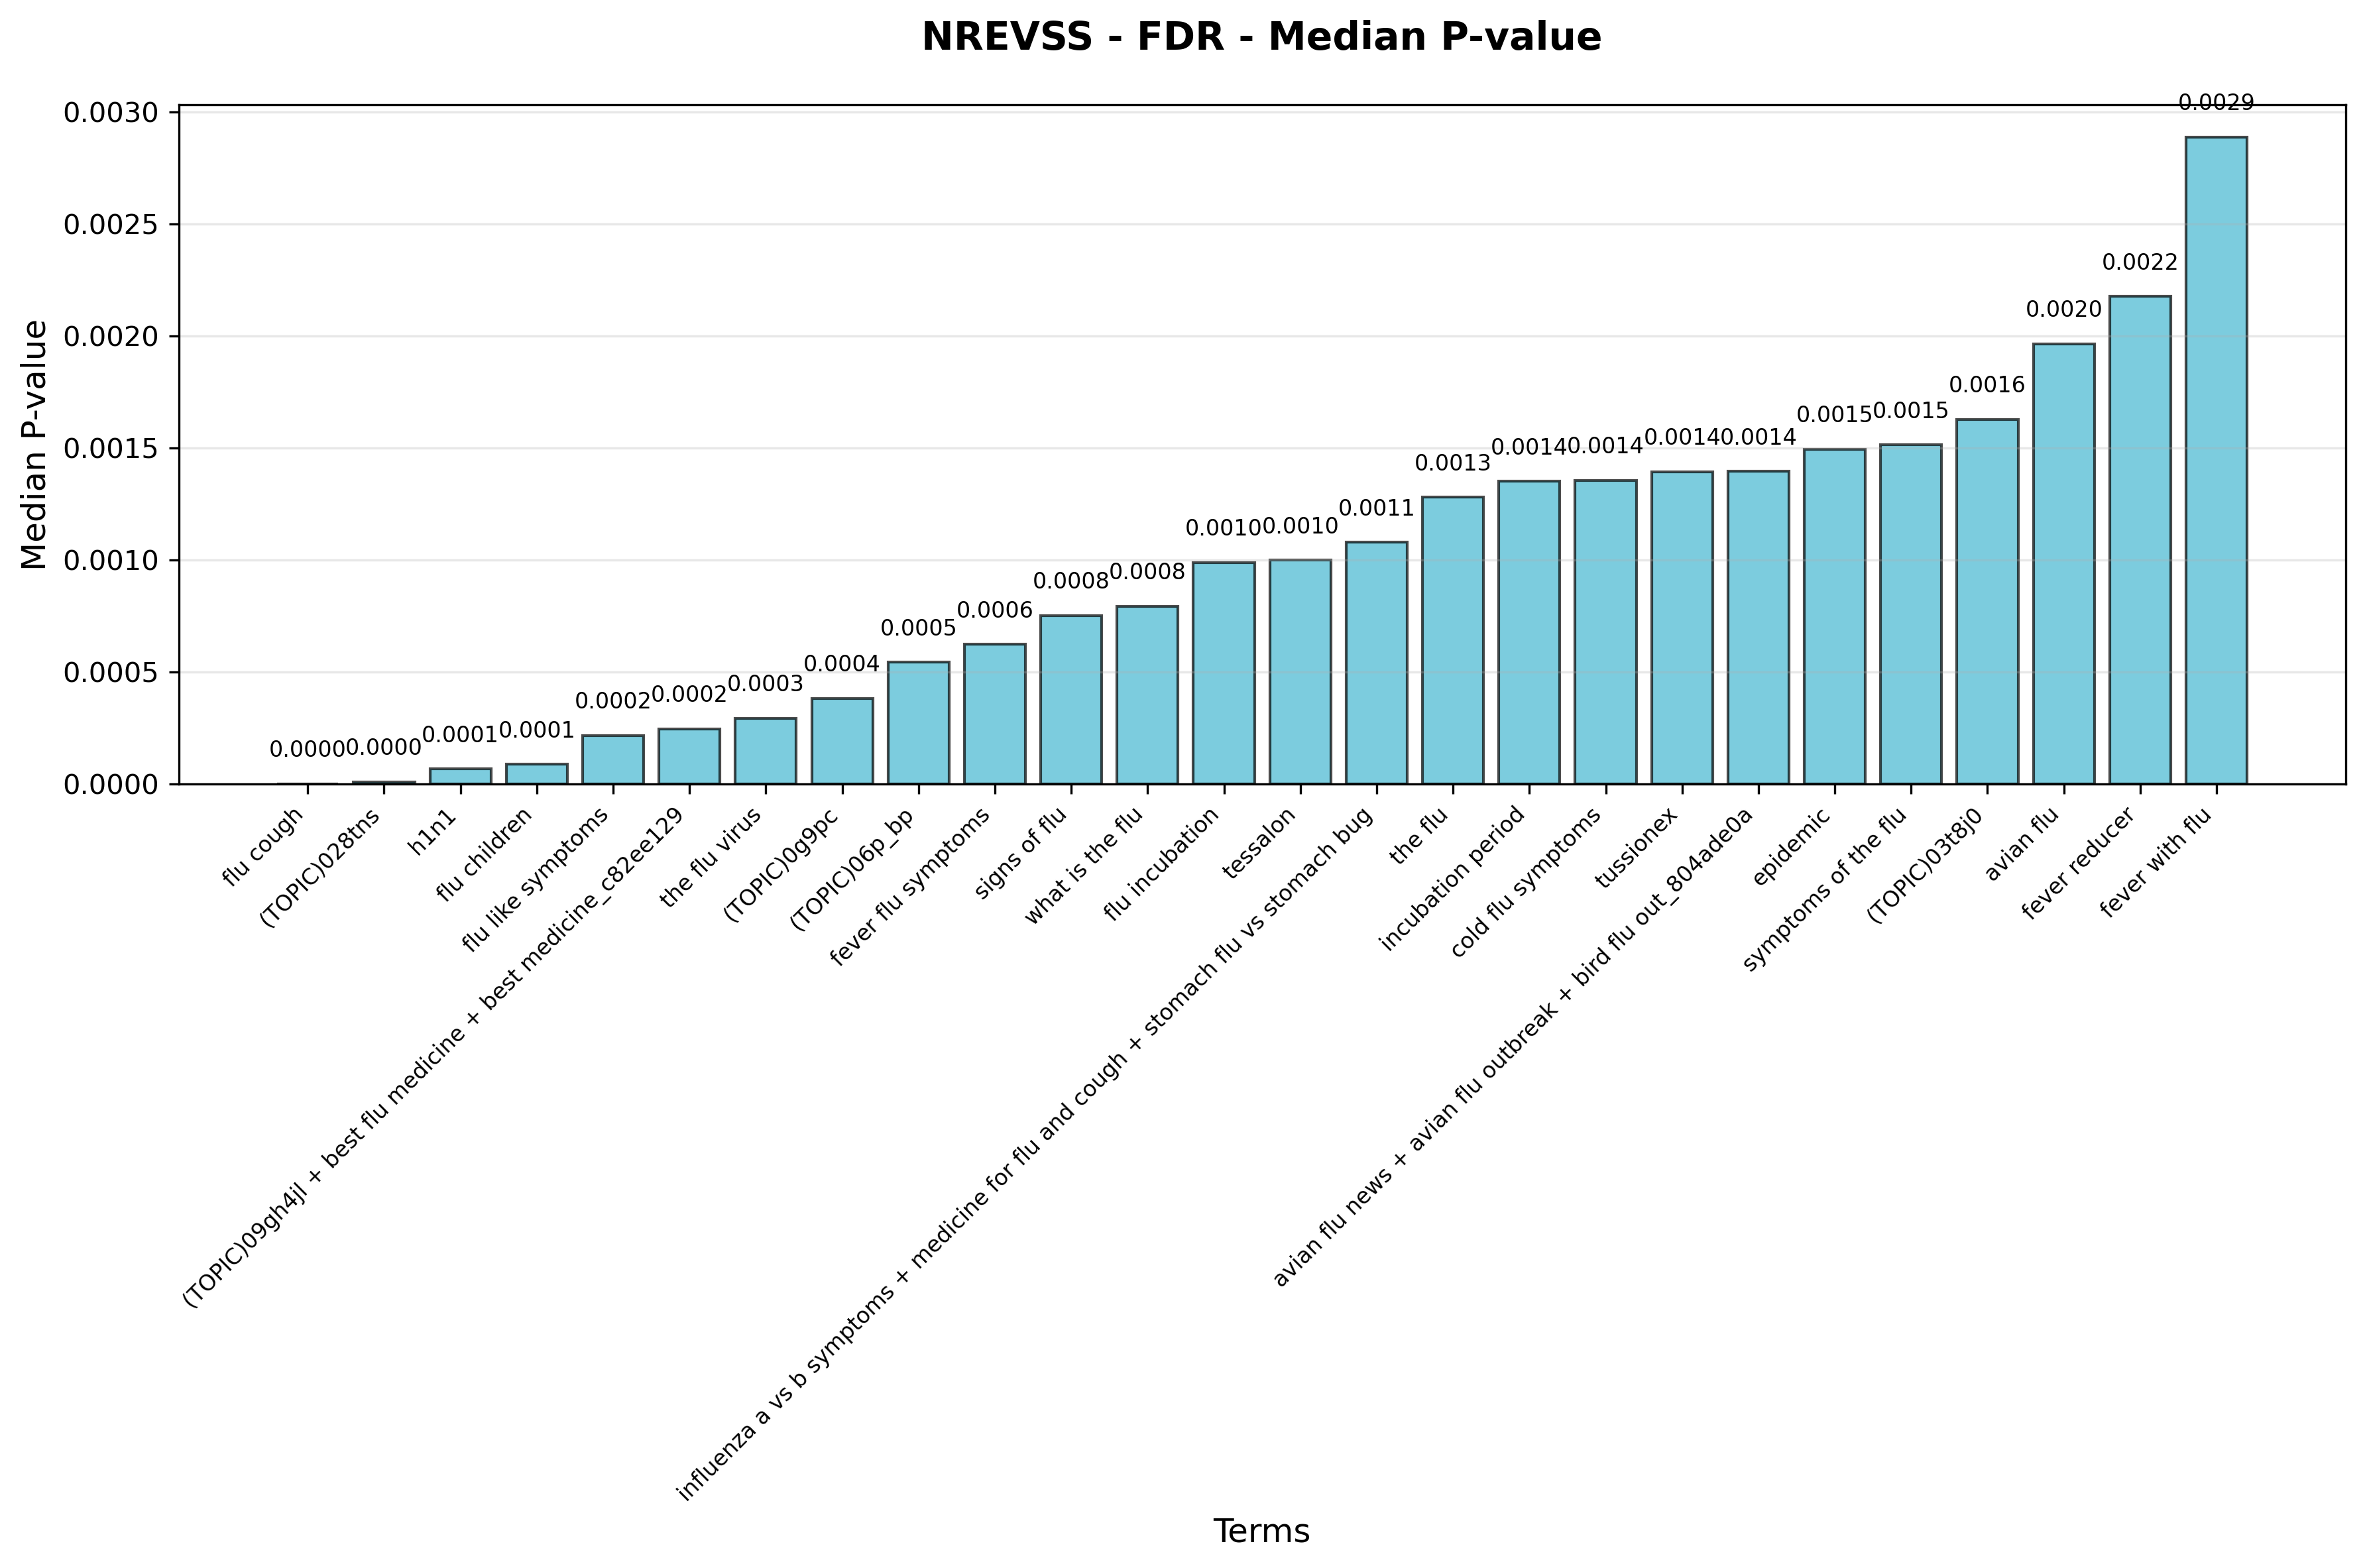 NREVSS - FDR - Median P-value
Median P-value
0.0030
0.0025
0.0020
0.0015
0.0010
0.0005
0.0000
0.0000
0.0000
0.0001
0.0001
0.0002
0.0002
0.0003
0.0004
0.0005
0.0006
0.0008
0.0008
0.0010
0.0010
0.0011
0.0013
0.0014
0.0014
0.0014
0.0014
0.0015
0.0015
0.0016
0.0020
0.0022
0.0029
flu cough
(TOPIC)028tns
h1n1
flu children
flu like symptoms
(TOPIC)09gh4jl + best flu medicine + best medicine_c82ee129
the flu virus
(TOPIC)0g9pc
(TOPIC)06p_bp
fever flu symptoms
signs of flu
what is the flu
flu incubation
tessalon
influenza a vs b symptoms + medicine for flu and cough + stomach flu vs stomach bug
the flu
incubation period
cold flu symptoms
tussionex
avian flu news + avian flu outbreak + bird flu out_804ade0a
epidemic
symptoms of the flu
(TOPIC)03t8j0
avian flu
fever reducer
fever with flu
Terms